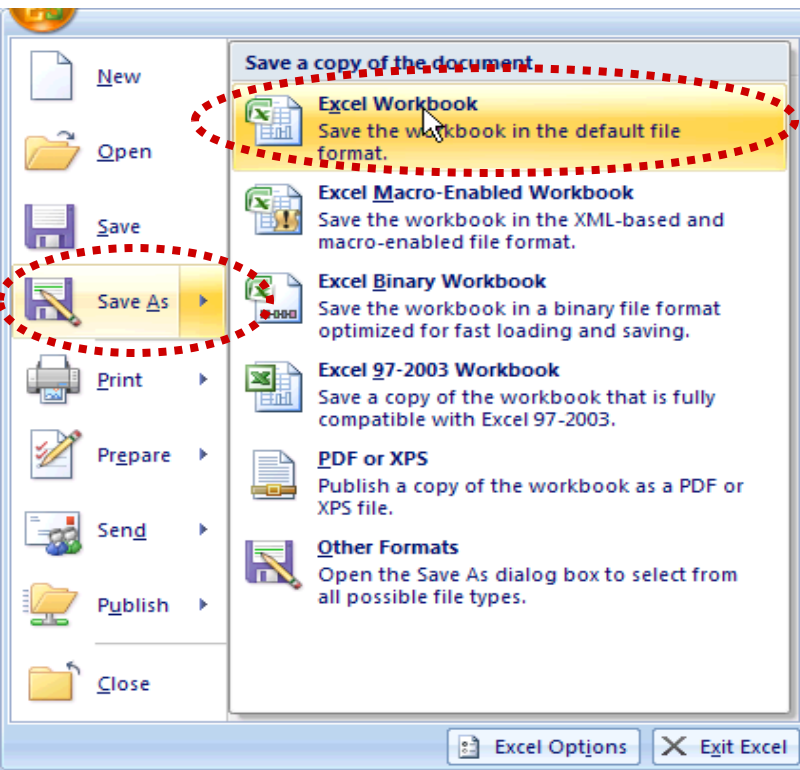 New
Open
Save
Save As
Print
Prepare
Send
Publish
Close
Save a copy of the document
Excel Workbook
Save the workbook in the default file
format.
Excel Macro-Enabled Workbook
Save the workbook in the XML-based and
macro-enabled file format.
Excel Binary Workbook
Save the workbook in a binary file format
optimized for fast loading and saving.
Excel 97-2003 Workbook
Save a copy of the workbook that is fully
compatible with Excel 97-2003.
PDF or XPS
Publish a copy of the workbook as a PDF or
XPS file.
Other Formats
Open the Save As dialog box to select from
all possible file types.
Excel Options
Exit Excel